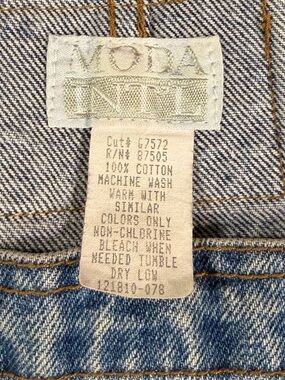 MODA
INT'L
Cut# G7572
R/N# 87505
100% COTTON
MACHINE WASH
WARM WITH
SIMILAR
COLORS ONLY
NON-CHLORINE
BLEACH WHEN
NEEDED TUMBLE
DRY LOW
121810-078